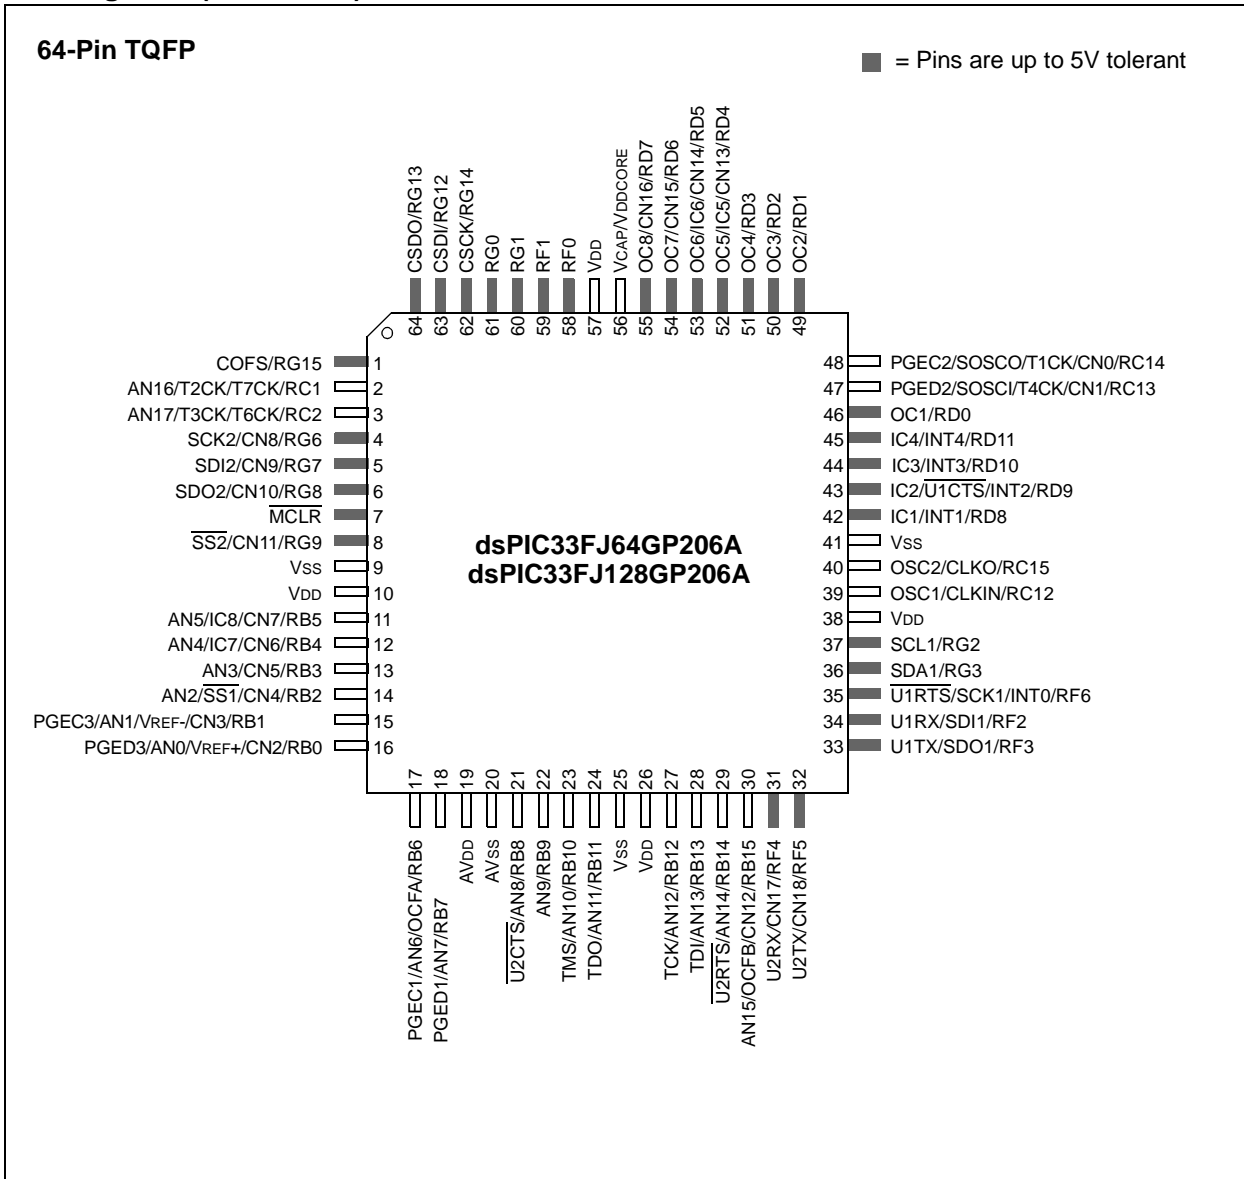 64-Pin TQFP
= Pins are up to 5V tolerant
CSDO/RG13
CSDI/RG12
CSCK/RG14
RG0
RG1
RF1
RF0
VDD
VCAP/VDDCORE
OC8/CN16/RD7
OC7/CN15/RD6
OC6/IC6/CN14/RD5
OC5/IC5/CN13/RD4
OC4/RD3
OC3/RD2
OC2/RD1
64
63
62
61
60
59
58
57
56
55
54
53
52
51
50
49
COFS/RG15 1
AN16/T2CK/T7CK/RC1 2
AN17/T3CK/T6CK/RC2 3
SCK2/CN8/RG6 4
SDI2/CN9/RG7 5
SDO2/CN10/RG8 6
MCLR 7
SS2/CN11/RG9 8
VSS 9
VDD 10
AN5/IC8/CN7/RB5 11
AN4/IC7/CN6/RB4 12
AN3/CN5/RB3 13
AN2/SS1/CN4/RB2 14
PGEC3/AN1/VREF-/CN3/RB1 15
PGED3/AN0/VREF+/CN2/RB0 16
dsPIC33FJ64GP206A
dsPIC33FJ128GP206A
48 PGEC2/SOSCO/T1CK/CN0/RC14
47 PGED2/SOSCI/T4CK/CN1/RC13
46 OC1/RD0
45 IC4/INT4/RD11
44 IC3/INT3/RD10
43 IC2/U1CTS/INT2/RD9
42 IC1/INT1/RD8
41 VSS
40 OSC2/CLKO/RC15
39 OSC1/CLKIN/RC12
38 VDD
37 SCL1/RG2
36 SDA1/RG3
35 U1RTS/SCK1/INT0/RF6
34 U1RX/SDI1/RF2
33 U1TX/SDO1/RF3
17
18
19
20
21
22
23
24
25
26
27
28
29
30
31
32
PGEC1/AN6/OCFA/RB6
PGED1/AN7/RB7
AVDD
AVSS
U2CTS/AN8/RB8
AN9/RB9
TMS/AN10/RB10
TDO/AN11/RB11
VSS
VDD
TCK/AN12/RB12
TDI/AN13/RB13
U2RTS/AN14/RB14
AN15/OCFB/CN12/RB15
U2RX/CN17/RF4
U2TX/CN18/RF5